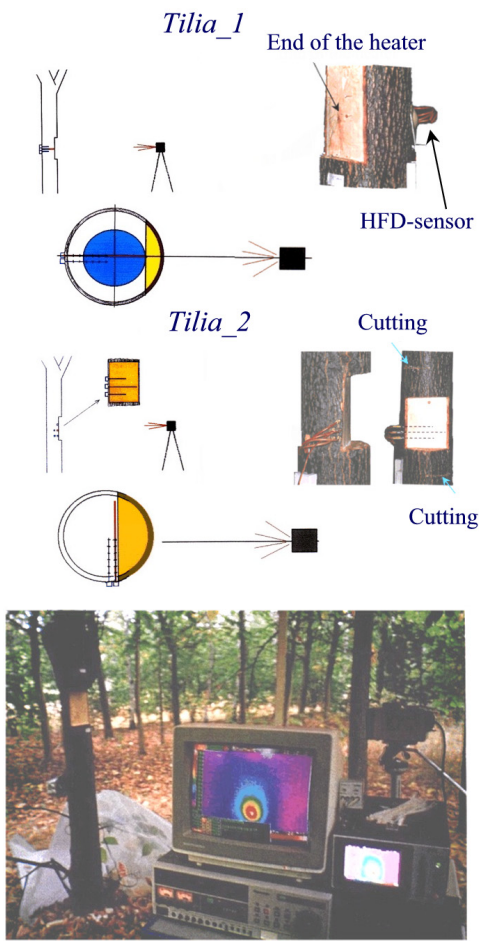 Tilia_1
End of the heater
HFD-sensor
Tilia_2
Cutting
Cutting